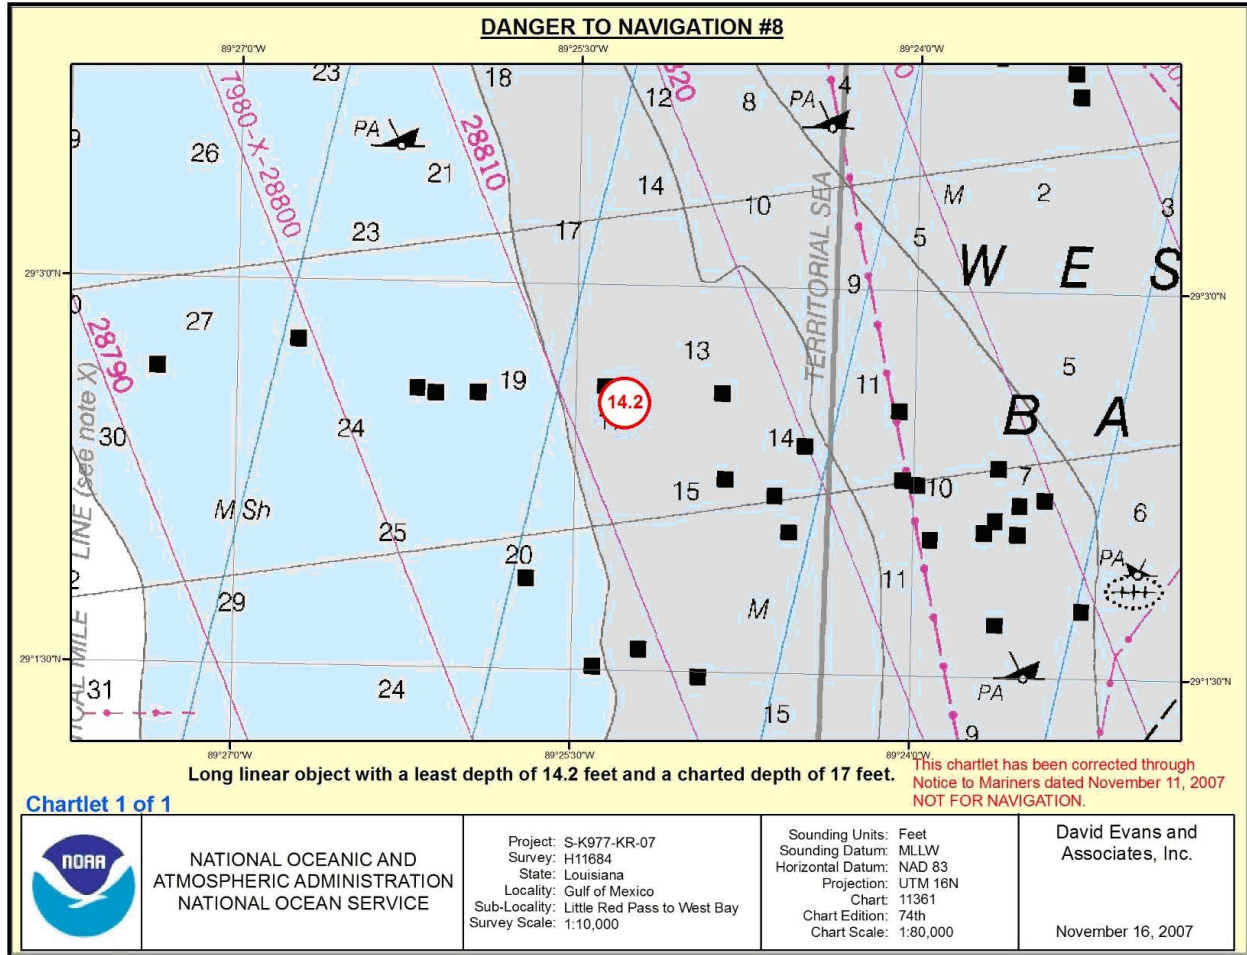 DANGER TO NAVIGATION #8
89°27'0"W
89°25'30"W
89°24'0"W
23
18
12
8
PA
4
PA
9
26
21
1980-X-28800
28810
14
10
M
2
3
23
17
5
TERRITORIAL SEA
W E S
29°3'0"N
29°3'0"N
9
0
27
28790
13
5
19
14.2
11
B A
LINE (see note X)
30
24
14
15
10
7
6
M Sh
25
20
PA
2
29
11
M
29°1'30"N
29°1'30"N
31
24
15
PA
9
89°27'0"W
89°25'30"W
89°24'0"W
Long linear object with a least depth of 14.2 feet and a charted depth of 17 feet.
This chartlet has been corrected through
Notice to Mariners dated November 11, 2007
NOT FOR NAVIGATION.
Chartlet 1 of 1
NOAA
NATIONAL OCEANIC AND
ATMOSPHERIC ADMINISTRATION
NATIONAL OCEAN SERVICE
Project: S-K977-KR-07
Survey: H11684
State: Louisiana
Locality: Gulf of Mexico
Sub-Locality: Little Red Pass to West Bay
Survey Scale: 1:10,000
Sounding Units: Feet
Sounding Datum: MLLW
Horizontal Datum: NAD 83
Projection: UTM 16N
Chart: 11361
Chart Edition: 74th
Chart Scale: 1:80,000
David Evans and
Associates, Inc.
November 16, 2007